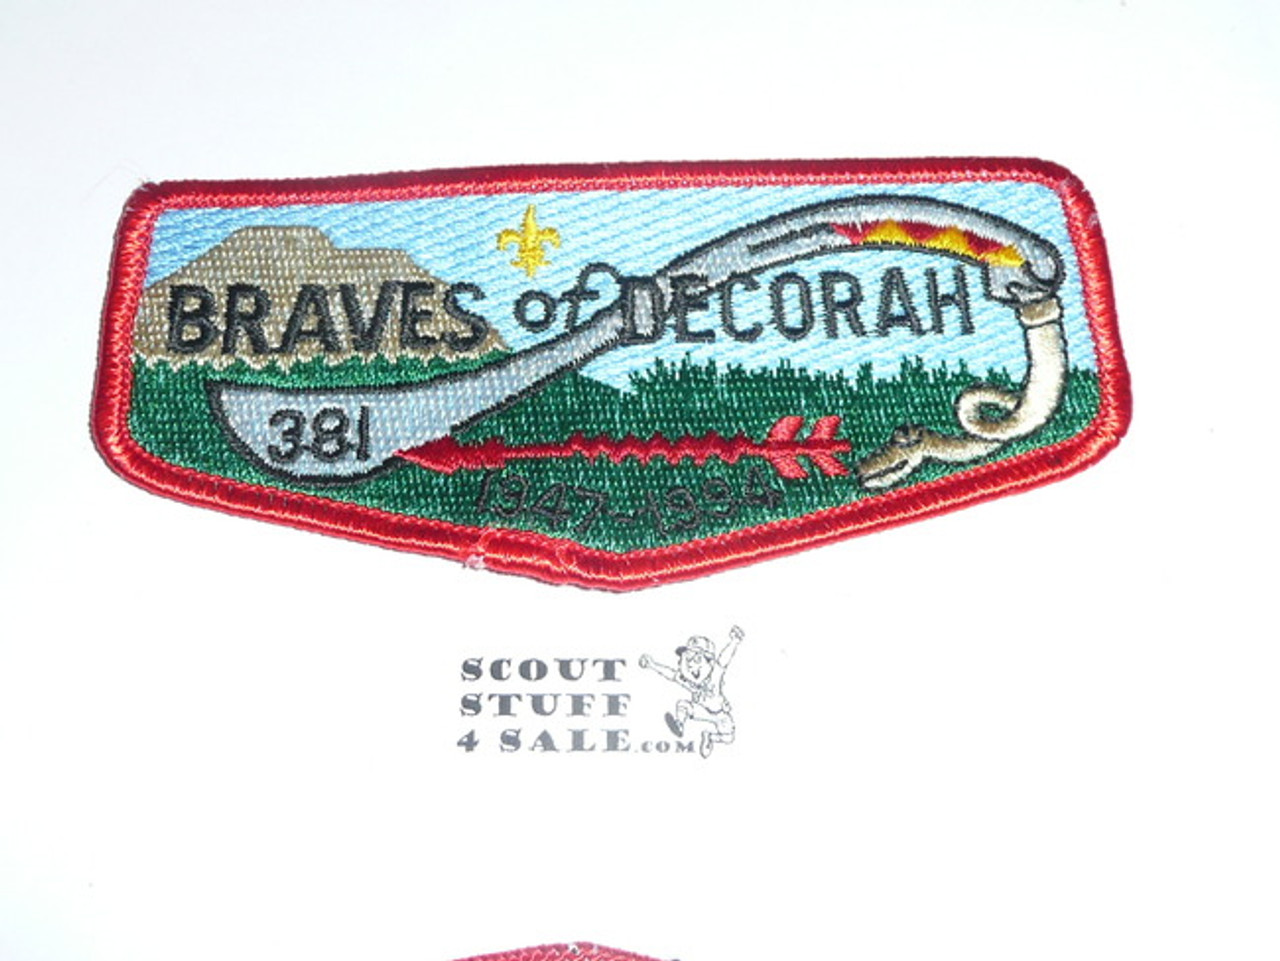 BRAVES of DECORAH
381
1947-1994
SCOUT
STUFF
4 SALE.COM